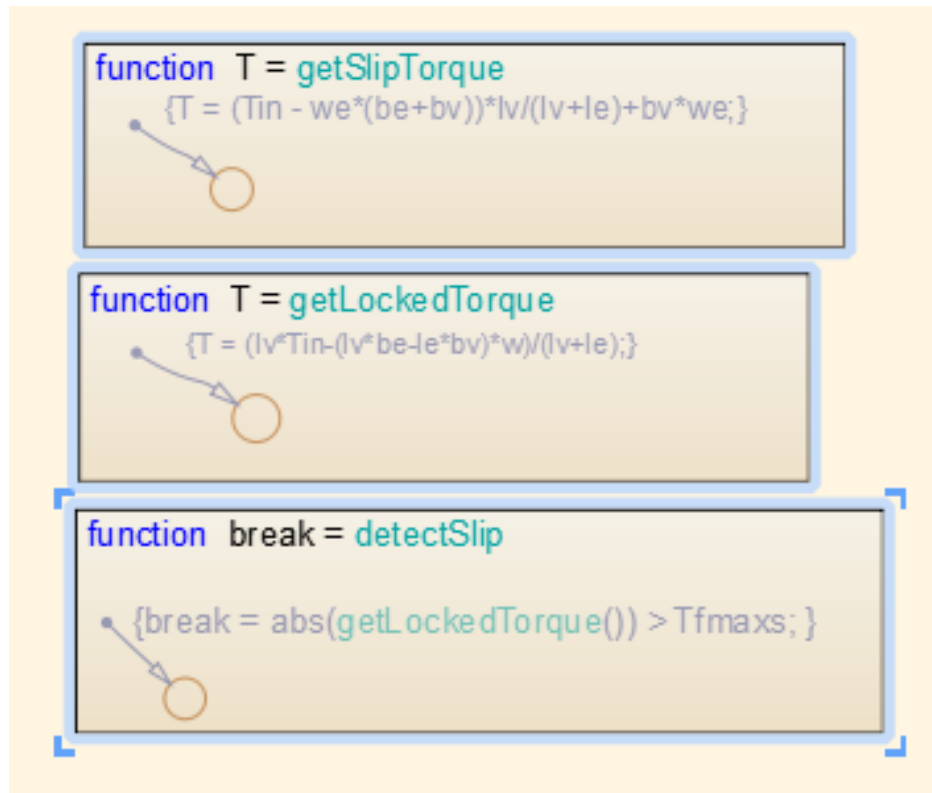 function T = getSlipTorque
{T = (Tin - we*(be+bv))*Iv/(Iv+Ie)+bv*we;}
function T = getLockedTorque
{T = (Iv*Tin-(Iv*be-Ie*bv)*w)/(Iv+Ie);}
function break = detectSlip
{break = abs(getLockedTorque()) > Tfmaxs; }